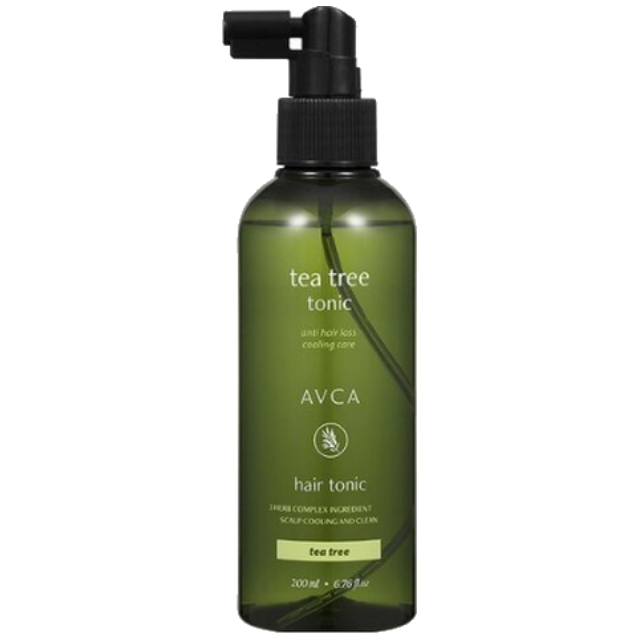 tea tree
tonic
anti hair loss
cooling care
AVCA
hair tonic
3 HERB COMPLEX INGREDIENT
SCALP COOLING AND CLEAN
tea tree
200 ml • 6.76 fl oz